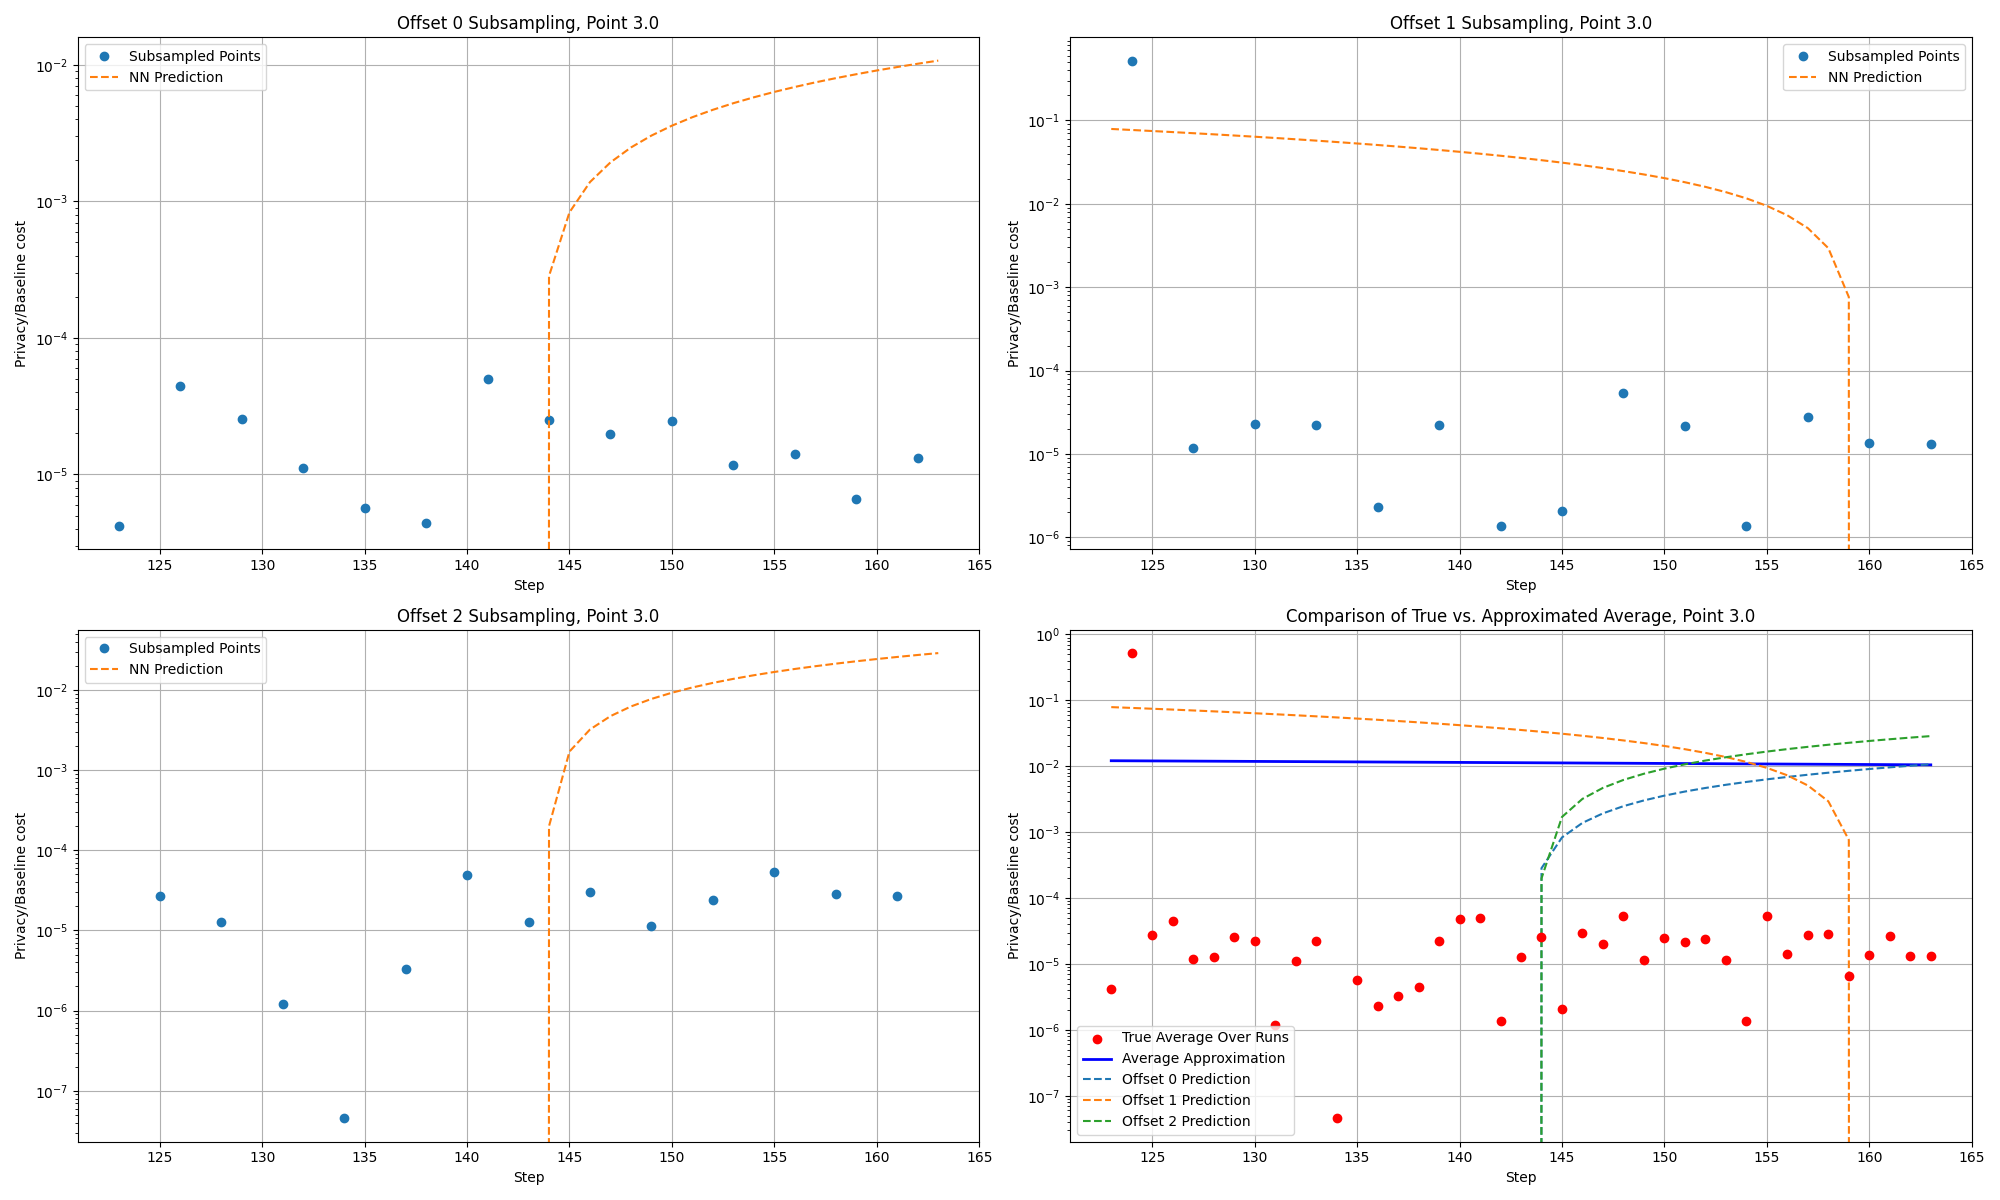 Offset 0 Subsampling, Point 3.0
Subsampled Points
NN Prediction
Privacy/Baseline cost
10⁻²
10⁻³
10⁻⁴
10⁻⁵
125 130 135 140 145 150 155 160 165
Step
Offset 1 Subsampling, Point 3.0
Subsampled Points
NN Prediction
Privacy/Baseline cost
10⁻¹
10⁻²
10⁻³
10⁻⁴
10⁻⁵
10⁻⁶
125 130 135 140 145 150 155 160 165
Step
Offset 2 Subsampling, Point 3.0
Subsampled Points
NN Prediction
Privacy/Baseline cost
10⁻²
10⁻³
10⁻⁴
10⁻⁵
10⁻⁶
10⁻⁷
125 130 135 140 145 150 155 160 165
Step
Comparison of True vs. Approximated Average, Point 3.0
Privacy/Baseline cost
10⁰
10⁻¹
10⁻²
10⁻³
10⁻⁴
10⁻⁵
10⁻⁶
10⁻⁷
True Average Over Runs
Average Approximation
Offset 0 Prediction
Offset 1 Prediction
Offset 2 Prediction
125 130 135 140 145 150 155 160 165
Step